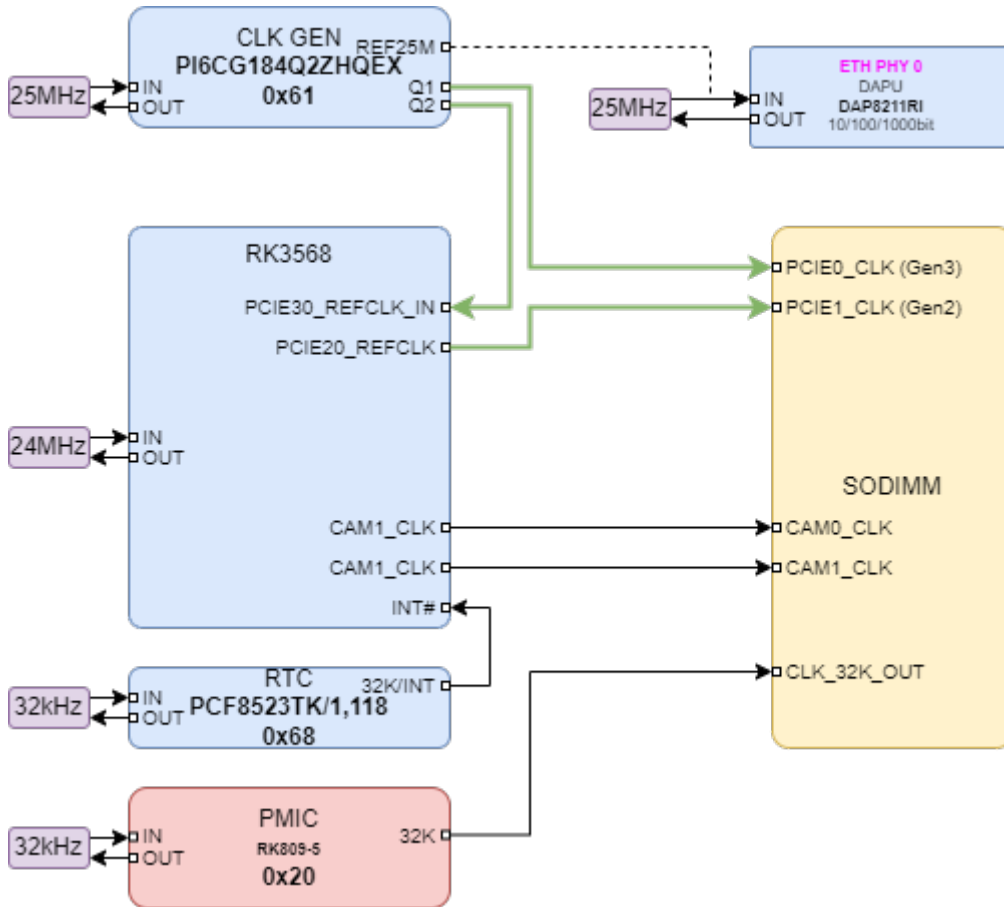 CLK GEN
REF25M
PI6CG184Q2ZHQEX
0x61
25MHz
IN
OUT
Q1
Q2
ETH PHY 0
DAPU
DAP8211RI
10/100/1000bit
25MHz
IN
OUT
RK3568
PCIE30_REFCLK_IN
PCIE20_REFCLK
24MHz
IN
OUT
CAM1_CLK
CAM1_CLK
INT#
PCIE0_CLK (Gen3)
PCIE1_CLK (Gen2)
SODIMM
CAM0_CLK
CAM1_CLK
CLK_32K_OUT
RTC
32K/INT
PCF8523TK/1,118
0x68
32kHz
IN
OUT
PMIC
RK809-5
0x20
32K
32kHz
IN
OUT